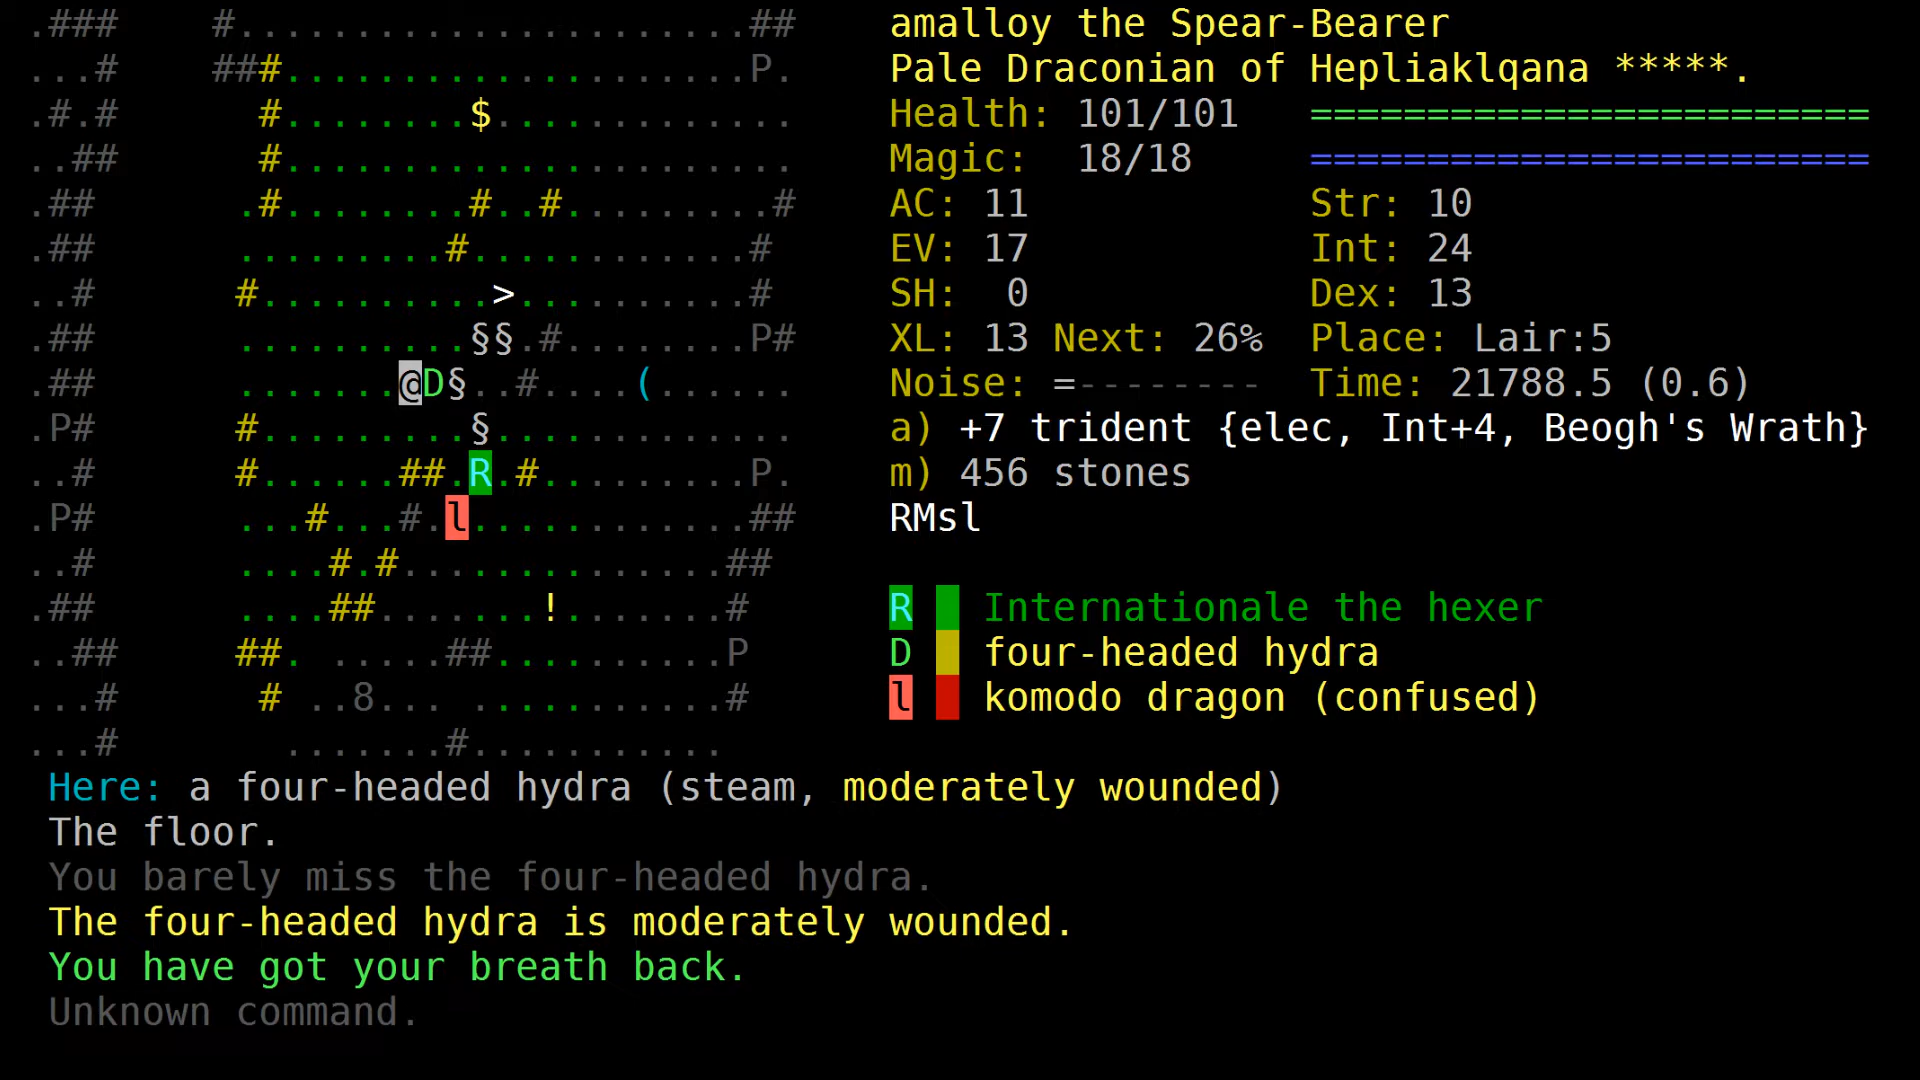 .###    #......................##    amalloy the Spear-Bearer
...#    ###....................P.    Pale Draconian of Hepliaklqana *****.
.#.#      #........$.............    Health: 101/101   ========================
..##      #......................    Magic:  18/18     ========================
.##      .#........#..#.........#    AC: 11            Str: 10
.##      .........#............#     EV: 17            Int: 24
..#      #..........>..........#     SH:  0            Dex: 13
.##      ..........§§.#........P#    XL: 13 Next: 26%  Place: Lair:5
.##      .......@D§..#....(......    Noise: =--------  Time: 21788.5 (0.6)
.P#      #.........§.............    a) +7 trident {elec, Int+4, Beogh's Wrath}
..#      #......##.R.#.........P.    m) 456 stones
.P#      ...#...#.l...........##     RMsl
..#      ....#.#..............##
.##      ....##.......!.......#      R   Internationale the hexer
..##     ##. .....##..........P      D   four-headed hydra
...#      # ..8... ...........#      l   komodo dragon (confused)
...#       .......#...........
Here: a four-headed hydra (steam, moderately wounded)
The floor.
You barely miss the four-headed hydra.
The four-headed hydra is moderately wounded.
You have got your breath back.
Unknown command.